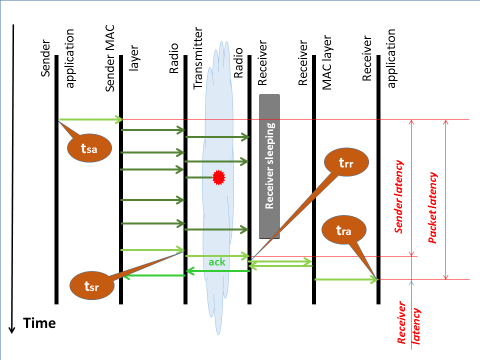 Sender
application
Sender MAC
layer
Radio
Transmitter
Radio
Receiver
Receiver
MAC layer
Receiver
application
tsa
Receiver sleeping
trr
tra
Sender latency
Packet latency
ack
tsr
Receiver
latency
Time